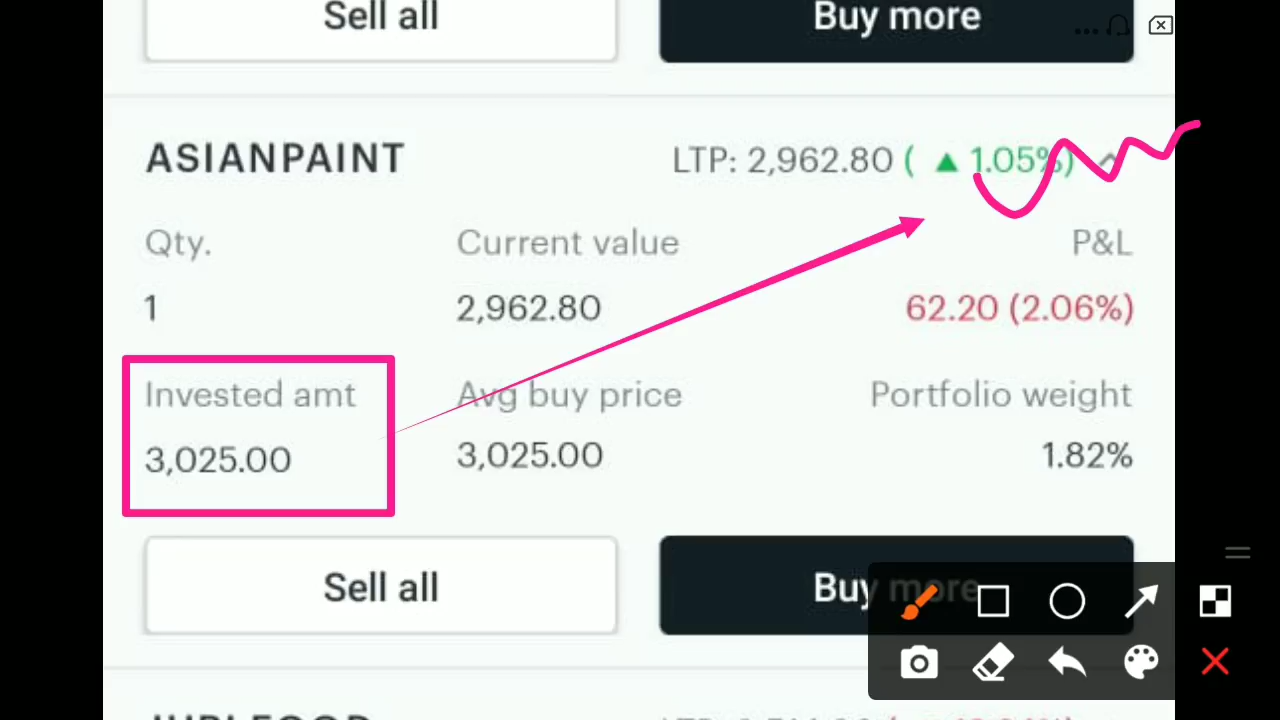 Sell all Buy more
ASIANPAINT LTP: 2,962.80 ( ▲ 1.05%)
Qty. Current value P&L
1 2,962.80 62.20 (2.06%)
Invested amt Avg buy price Portfolio weight
3,025.00 3,025.00 1.82%
Sell all Buy more